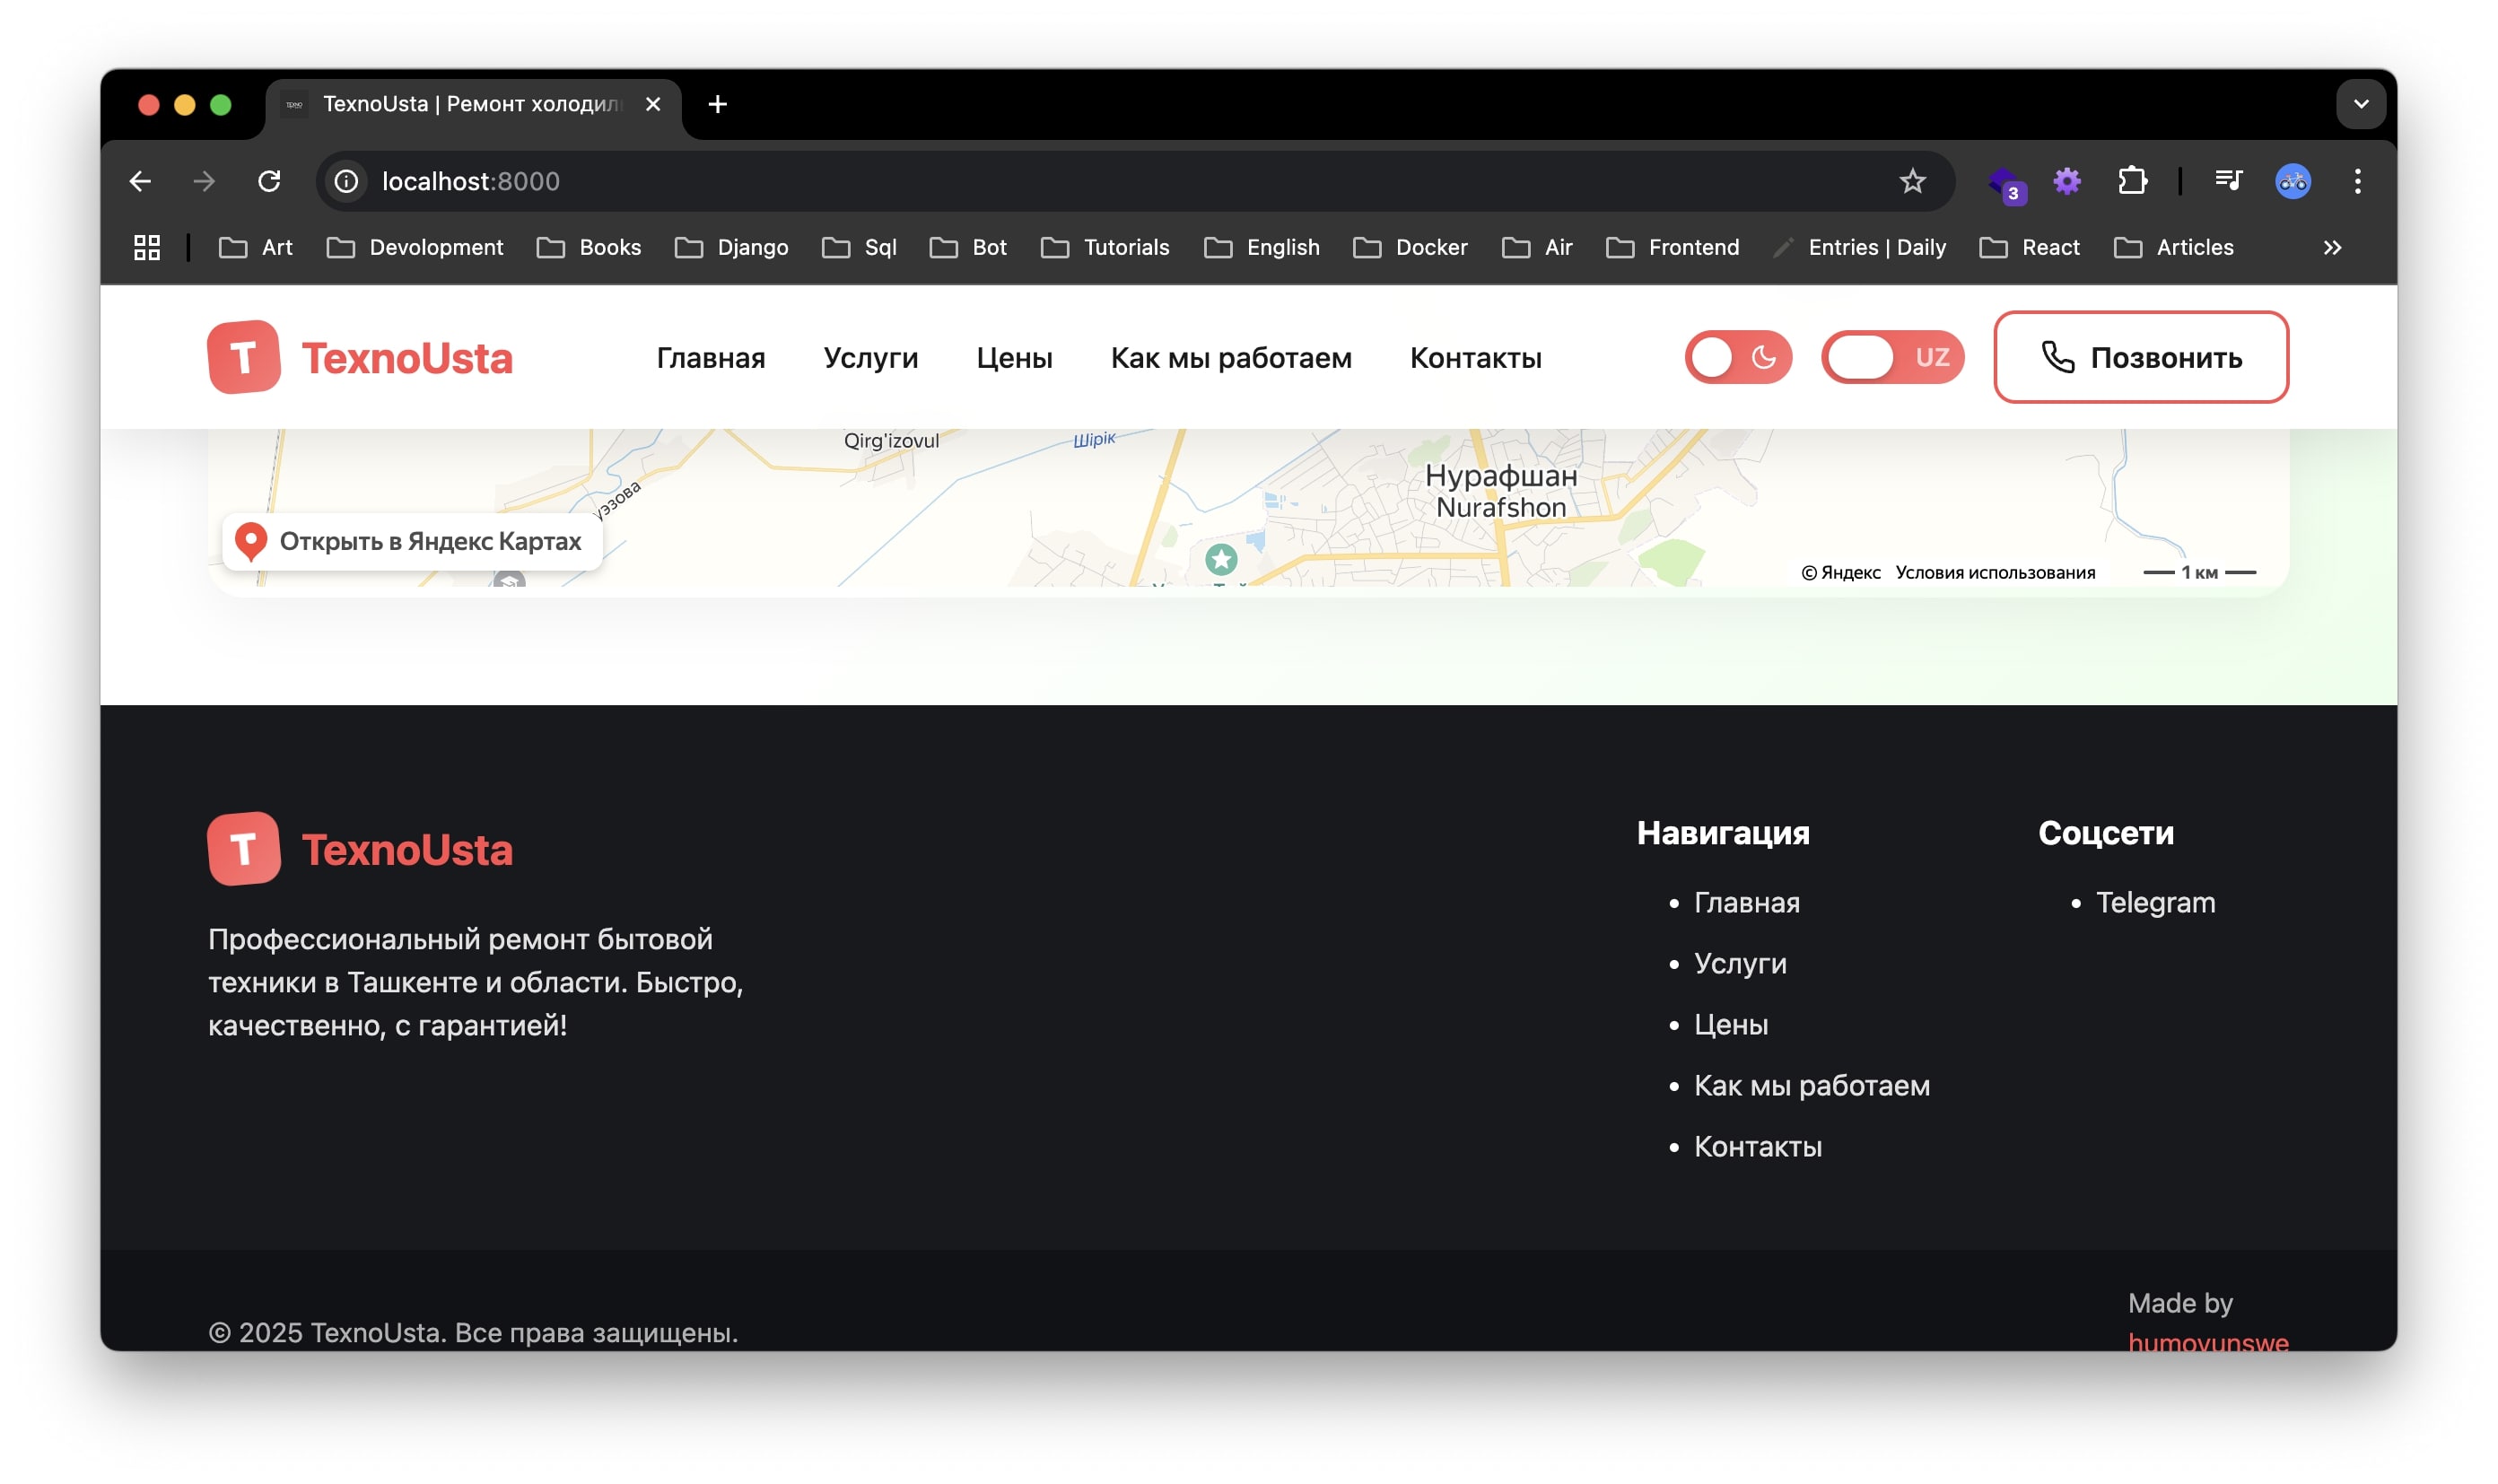 TexnoUsta | Ремонт холодил
localhost:8000
3
Art
Devolopment
Books
Django
Sql
Bot
Tutorials
English
Docker
Air
Frontend
Entries | Daily
React
Articles
T TexnoUsta
Главная
Услуги
Цены
Как мы работаем
Контакты
UZ
Позвонить
Qirg'izovul
Шірік
Нурафшан
Nurafshon
Открыть в Яндекс Картах
© Яндекс Условия использования
1 км
T TexnoUsta
Профессиональный ремонт бытовой
техники в Ташкенте и области. Быстро,
качественно, с гарантией!
Навигация
Главная
Услуги
Цены
Как мы работаем
Контакты
Соцсети
Telegram
© 2025 TexnoUsta. Все права защищены.
Made by
humoyunswe